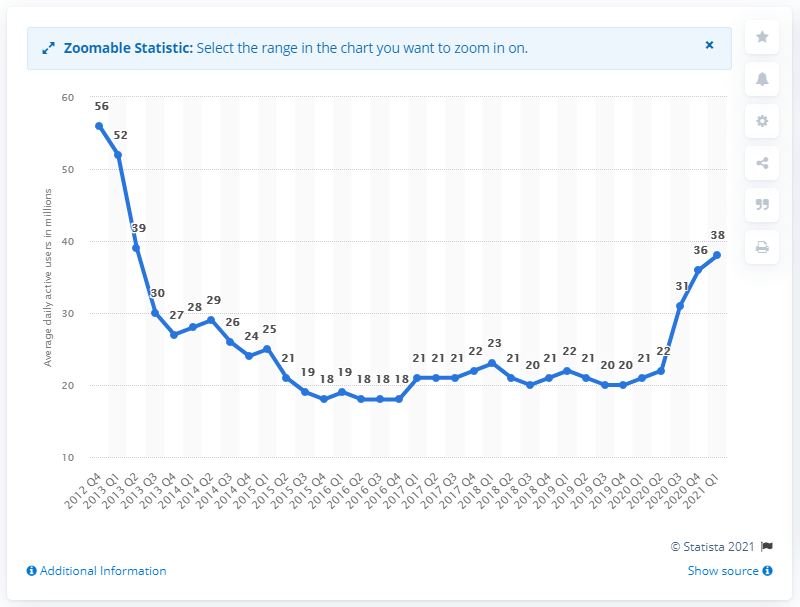 Zoomable Statistic: Select the range in the chart you want to zoom in on.
×
60
50
40
30
20
10
Average daily active users in millions
56
52
39
30
27
28
29
26
24
25
21
19
18
19
18
18
18
21
21
21
22
23
21
20
21
22
21
20
20
21
22
31
36
38
2012 Q4
2013 Q1
2013 Q2
2013 Q3
2013 Q4
2014 Q1
2014 Q2
2014 Q3
2014 Q4
2015 Q1
2015 Q2
2015 Q3
2015 Q4
2016 Q1
2016 Q2
2016 Q3
2016 Q4
2017 Q1
2017 Q2
2017 Q3
2017 Q4
2018 Q1
2018 Q2
2018 Q3
2018 Q4
2019 Q1
2019 Q2
2019 Q3
2019 Q4
2020 Q1
2020 Q2
2020 Q3
2020 Q4
2021 Q1
© Statista 2021
Additional Information
Show source